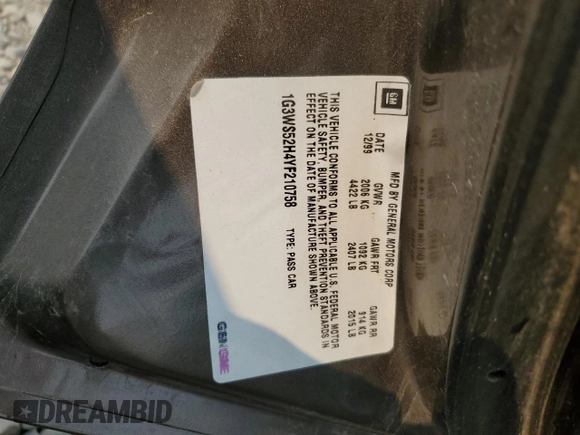 GM
MFD BY GENERAL MOTORS CORP
DATE GVWR GAWR FRT GAWR RR
12/99 2006 KG 1092 KG 914 KG
4422 LB 2407 LB 2015 LB
THIS VEHICLE CONFORMS TO ALL APPLICABLE U.S. FEDERAL MOTOR
VEHICLE SAFETY, BUMPER, AND THEFT PREVENTION STANDARDS IN
EFFECT ON THE DATE OF MANUFACTURE SHOWN ABOVE.
1G3WS52H4YF210758 TYPE: PASS CAR
GENUINE
DREAMBID